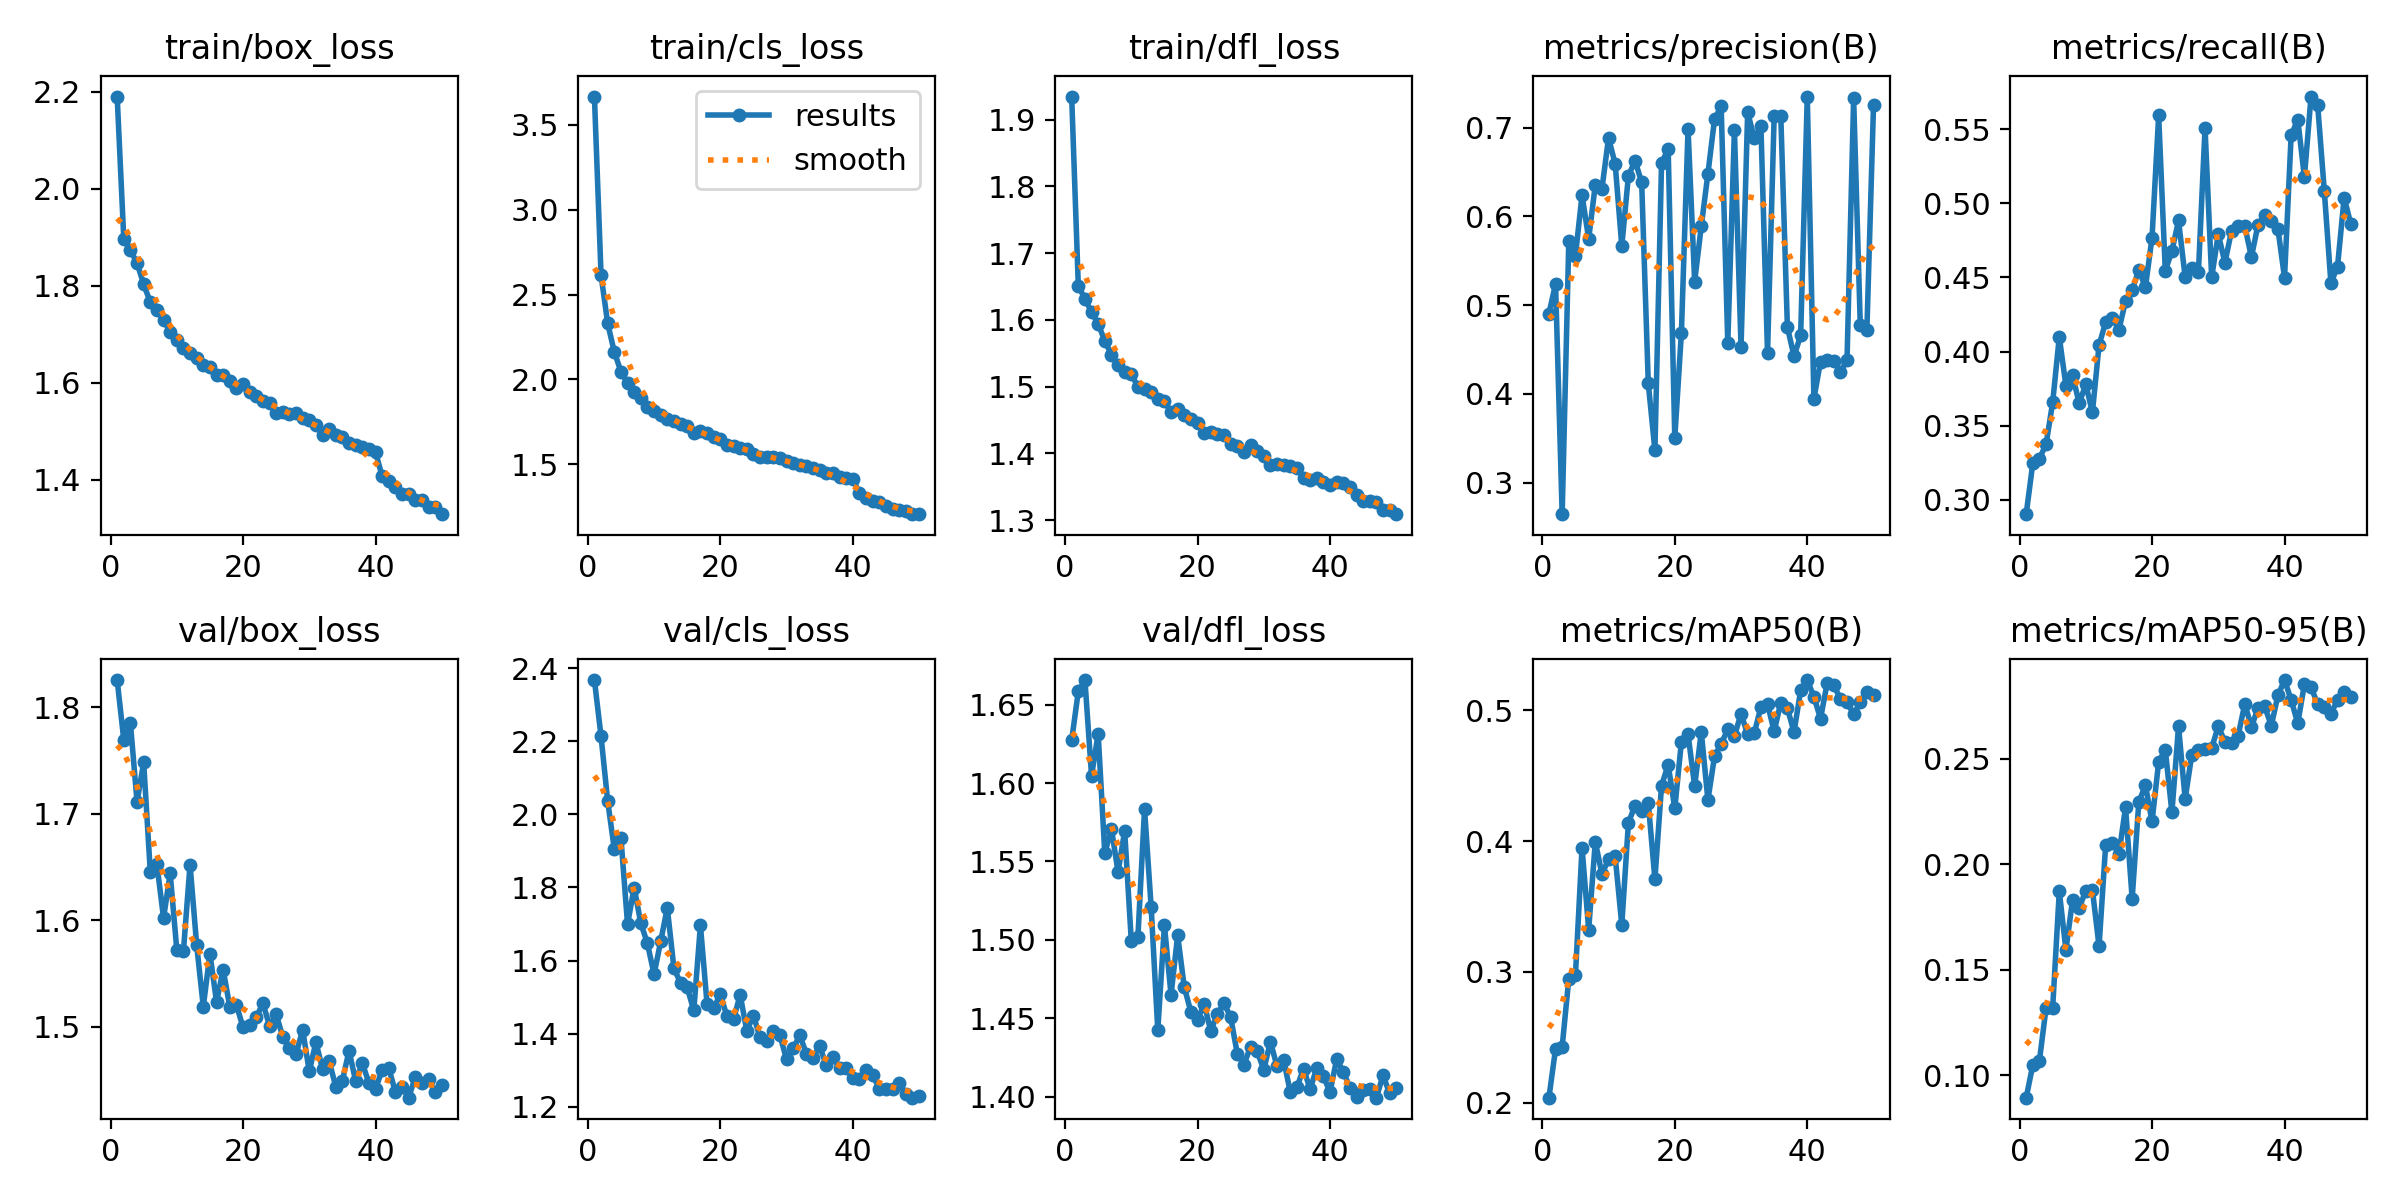 train/box_loss
2.2
2.0
1.8
1.6
1.4
0 20 40
train/cls_loss
results
smooth
3.5
3.0
2.5
2.0
1.5
0 20 40
train/dfl_loss
1.9
1.8
1.7
1.6
1.5
1.4
1.3
0 20 40
metrics/precision(B)
0.7
0.6
0.5
0.4
0.3
0 20 40
metrics/recall(B)
0.55
0.50
0.45
0.40
0.35
0.30
0 20 40
val/box_loss
1.8
1.7
1.6
1.5
0 20 40
val/cls_loss
2.4
2.2
2.0
1.8
1.6
1.4
1.2
0 20 40
val/dfl_loss
1.65
1.60
1.55
1.50
1.45
1.40
0 20 40
metrics/mAP50(B)
0.5
0.4
0.3
0.2
0 20 40
metrics/mAP50-95(B)
0.25
0.20
0.15
0.10
0 20 40